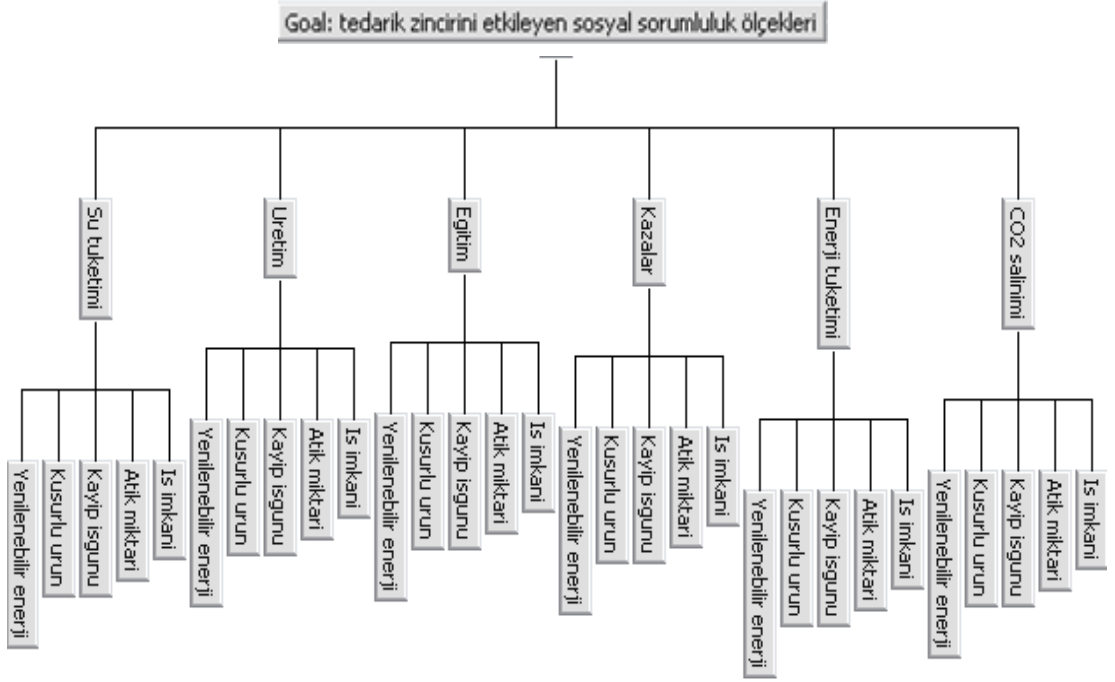 Goal: tedarik zincirini etkileyen sosyal sorumluluk ölçekleri
Su tuketimi
Uretim
Egitim
Kazalar
Enerji tuketimi
CO2 salinimi
Yenilenebilir enerji
Kusurlu urun
Kayip isgunu
Atik miktari
Is imkani
Yenilenebilir enerji
Kusurlu urun
Kayip isgunu
Atik miktari
Is imkani
Yenilenebilir enerji
Kusurlu urun
Kayip isgunu
Atik miktari
Is imkani
Yenilenebilir enerji
Kusurlu urun
Kayip isgunu
Atik miktari
Is imkani
Yenilenebilir enerji
Kusurlu urun
Kayip isgunu
Atik miktari
Is imkani
Yenilenebilir enerji
Kusurlu urun
Kayip isgunu
Atik miktari
Is imkani